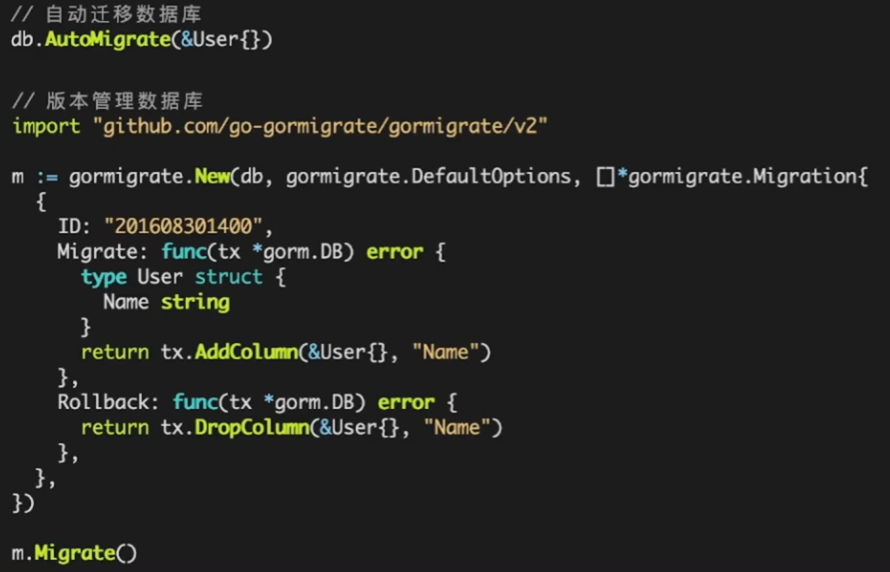 // 自动迁移数据库
db.AutoMigrate(&User{})
// 版本管理数据库
import "github.com/go-gormigrate/gormigrate/v2"
m := gormigrate.New(db, gormigrate.DefaultOptions, []*gormigrate.Migration{
{
ID: "201608301400",
Migrate: func(tx *gorm.DB) error {
type User struct {
Name string
}
return tx.AddColumn(&User{}, "Name")
},
Rollback: func(tx *gorm.DB) error {
return tx.DropColumn(&User{}, "Name")
},
},
})
m.Migrate()